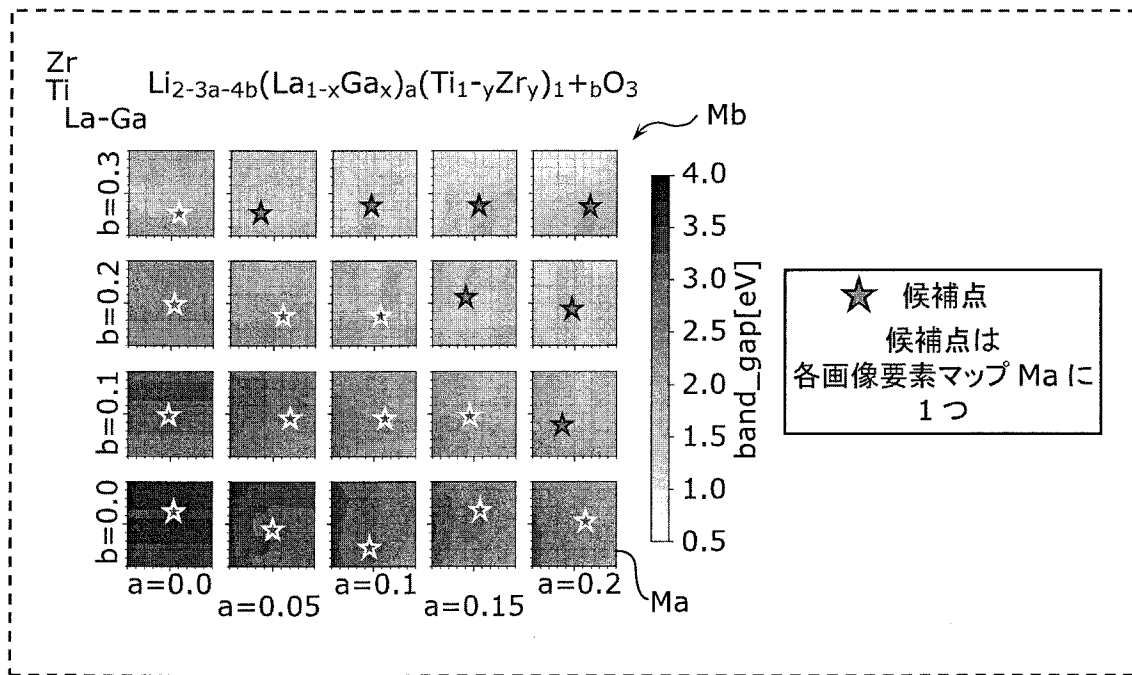 Zr
Ti
La-Ga
Li2-3a-4b(La1-xGax)a(Ti1-yZry)1+bO3
Mb
b=0.3
b=0.2
b=0.1
b=0.0
a=0.0
a=0.05
a=0.1
a=0.15
a=0.2
Ma
4.0
3.5
3.0
2.5
2.0
1.5
1.0
0.5
band_gap[eV]
候補点
候補点は
各画像要素マップ Ma に
1 つ